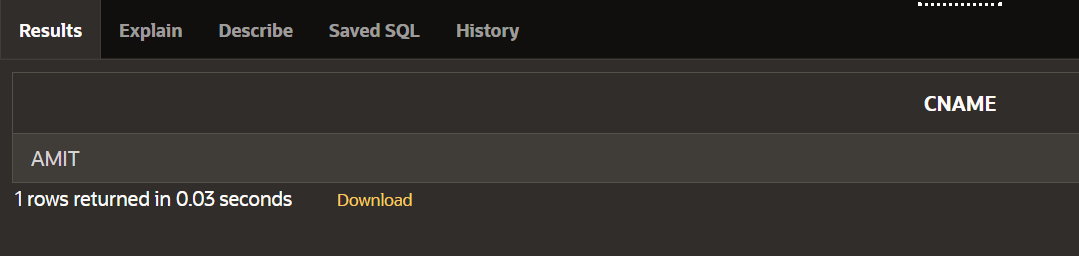 Results Explain Describe Saved SQL History
CNAME
AMIT
1 rows returned in 0.03 seconds Download